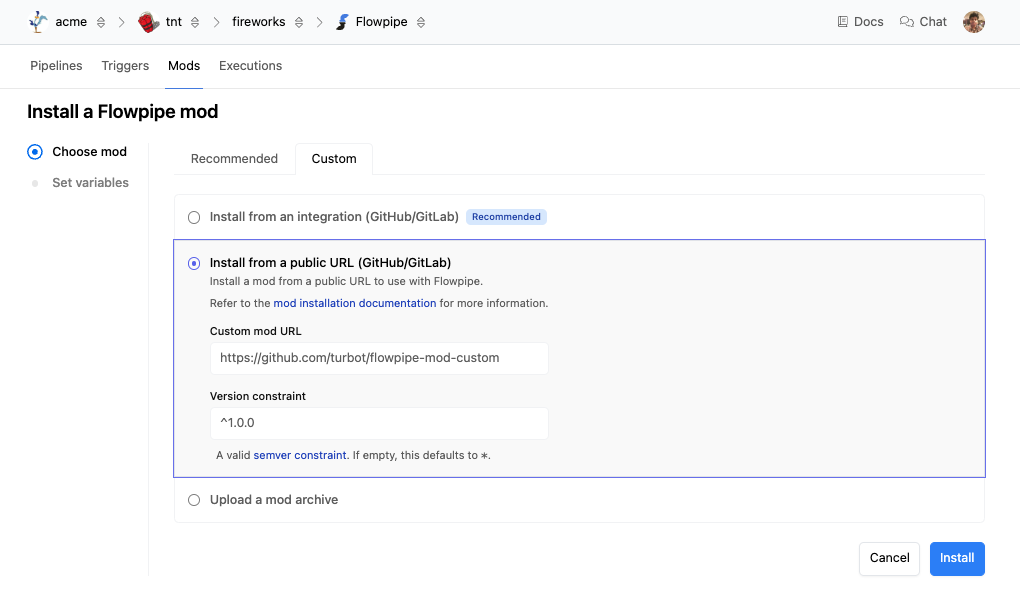 acme tnt fireworks Flowpipe Docs Chat
Pipelines Triggers Mods Executions
Install a Flowpipe mod
Choose mod
Set variables
Recommended Custom
Install from an integration (GitHub/GitLab) Recommended
Install from a public URL (GitHub/GitLab)
Install a mod from a public URL to use with Flowpipe.
Refer to the mod installation documentation for more information.
Custom mod URL
https://github.com/turbot/flowpipe-mod-custom
Version constraint
^1.0.0
A valid semver constraint. If empty, this defaults to *.
Upload a mod archive
Cancel Install